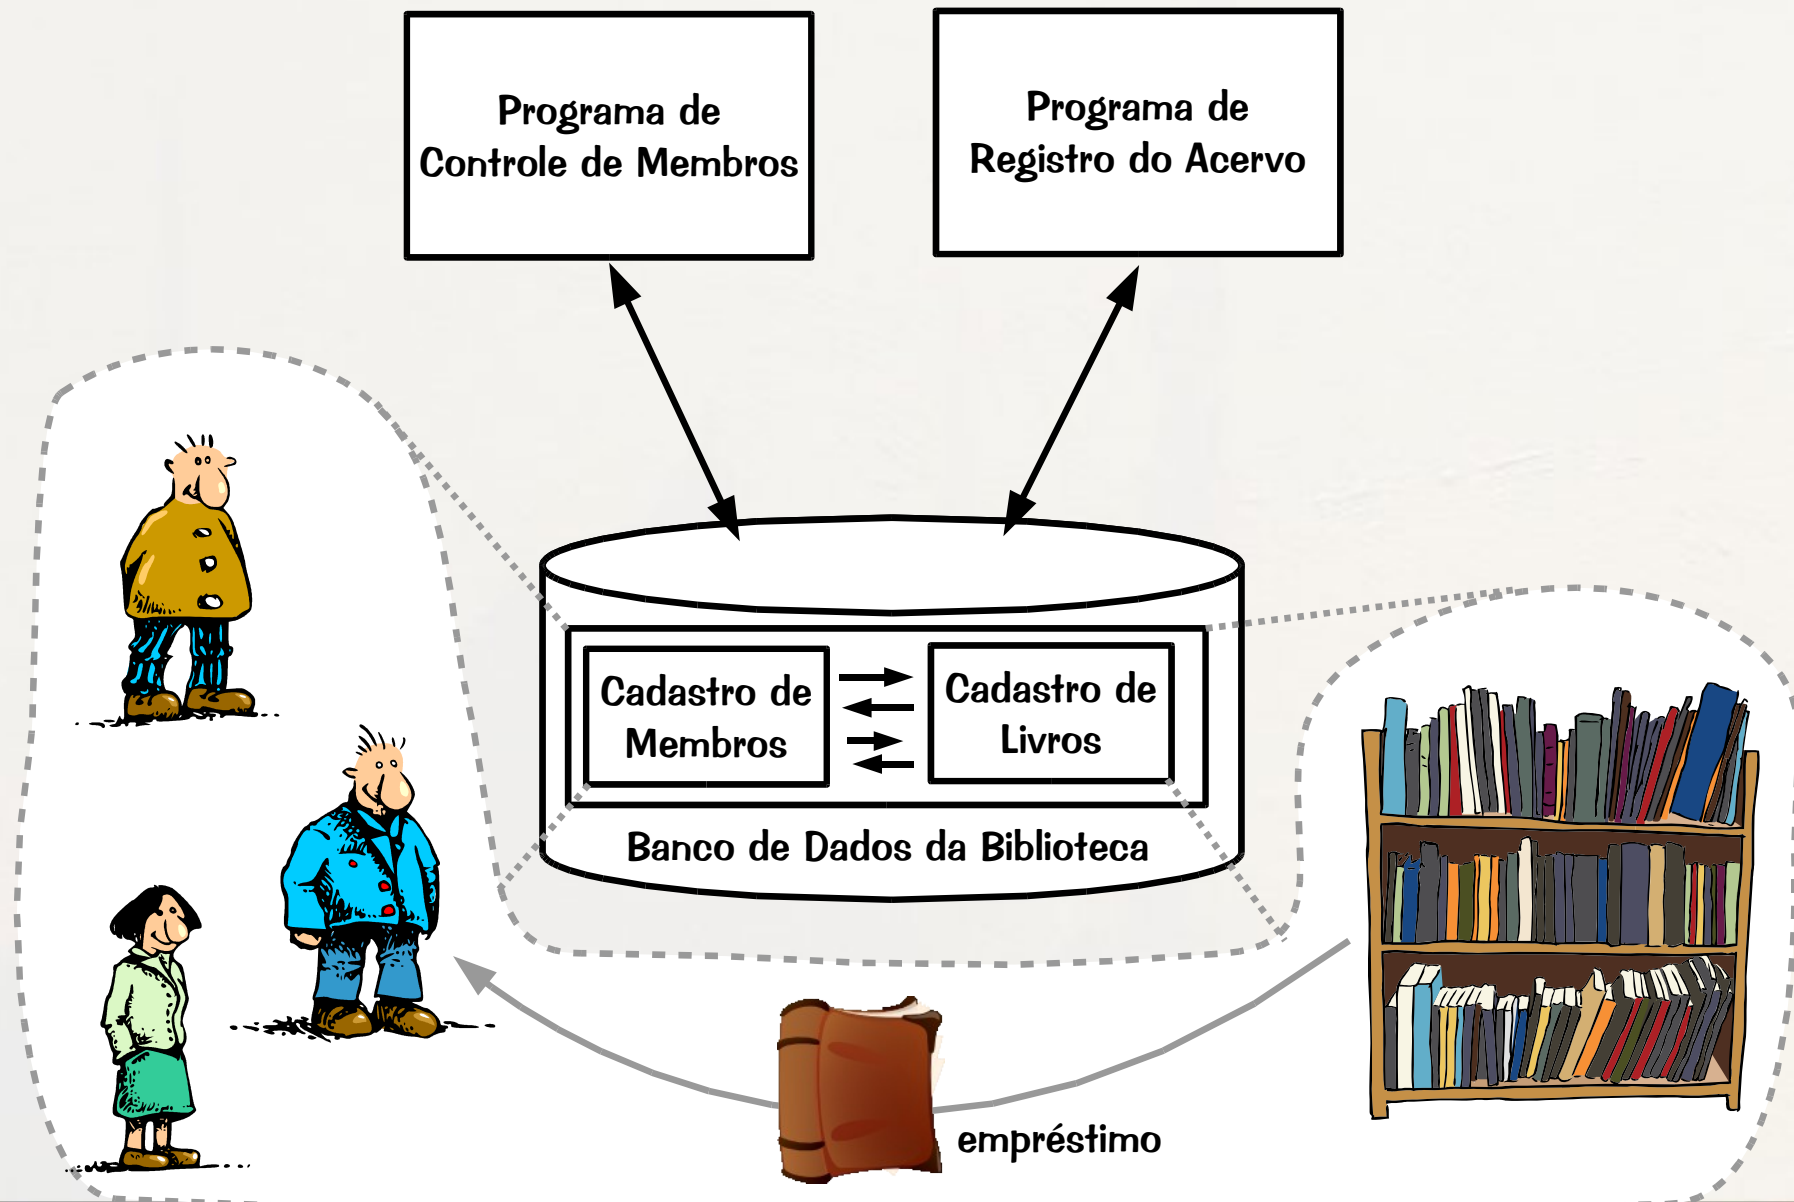 Programa de
Controle de Membros
Programa de
Registro do Acervo
Cadastro de
Membros
Cadastro de
Livros
Banco de Dados da Biblioteca
empréstimo